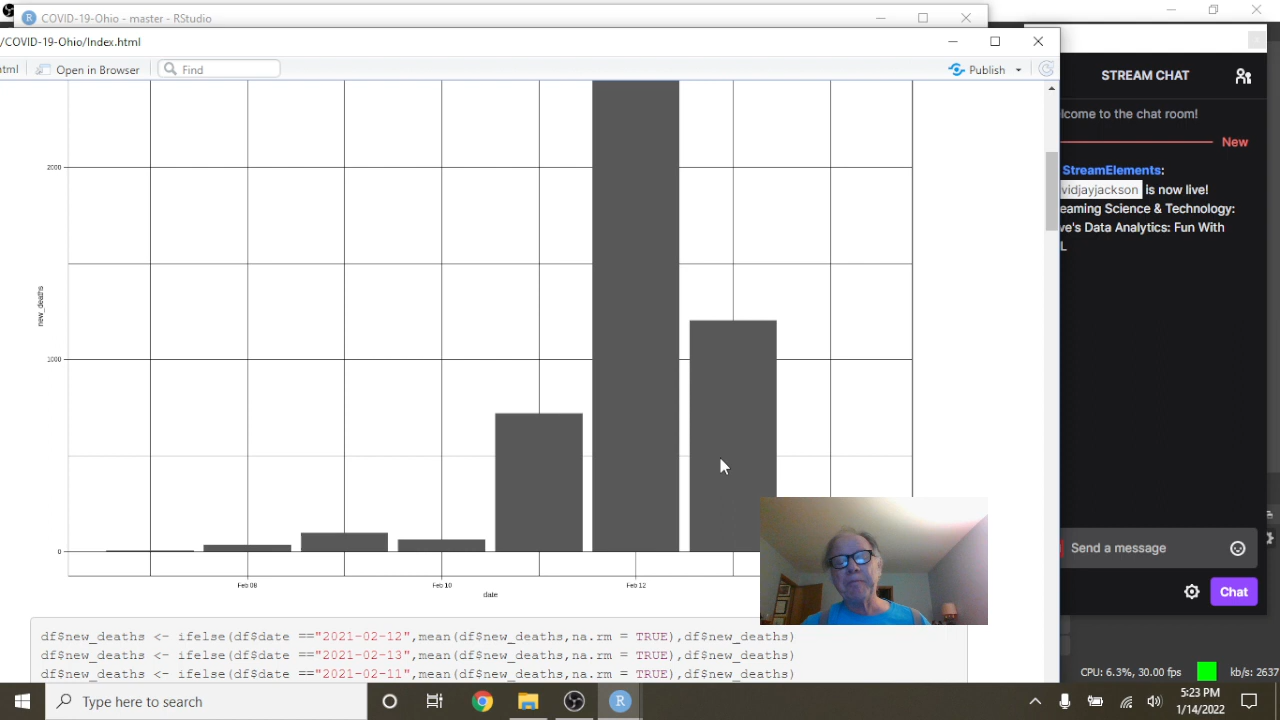 COVID-19-Ohio - master - RStudio
/COVID-19-Ohio/Index.html
html
Open in Browser
Find
Publish
STREAM CHAT
lcome to the chat room!
New
StreamElements:
vidjayjackson is now live!
eaming Science & Technology:
ve's Data Analytics: Fun With
L
2000
1000
0
new_deaths
Feb 08
Feb 10
Feb 12
date
df$new_deaths <- ifelse(df$date =="2021-02-12",mean(df$new_deaths,na.rm = TRUE),df$new_deaths)
df$new_deaths <- ifelse(df$date =="2021-02-13",mean(df$new_deaths,na.rm = TRUE),df$new_deaths)
df$new_deaths <- ifelse(df$date =="2021-02-11",mean(df$new_deaths,na.rm = TRUE),df$new_deaths)
Send a message
Chat
CPU: 6.3%, 30.00 fps
kb/s: 2637
Type here to search
5:23 PM
1/14/2022